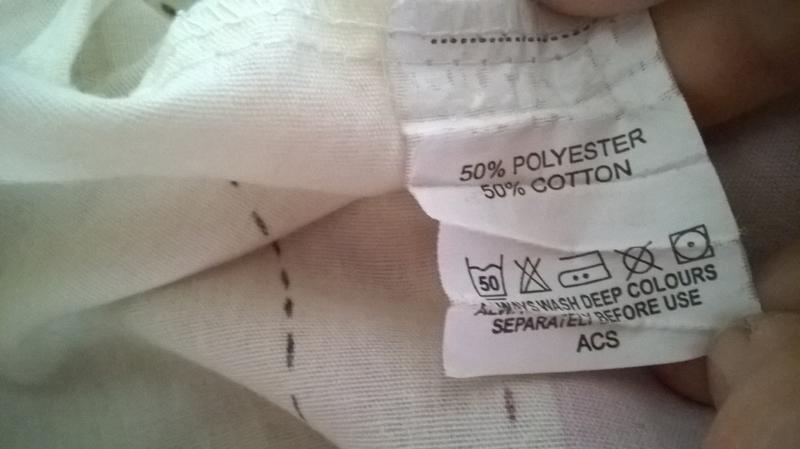 50% POLYESTER
50% COTTON
50
ALWAYS WASH DEEP COLOURS
SEPARATELY BEFORE USE
ACS